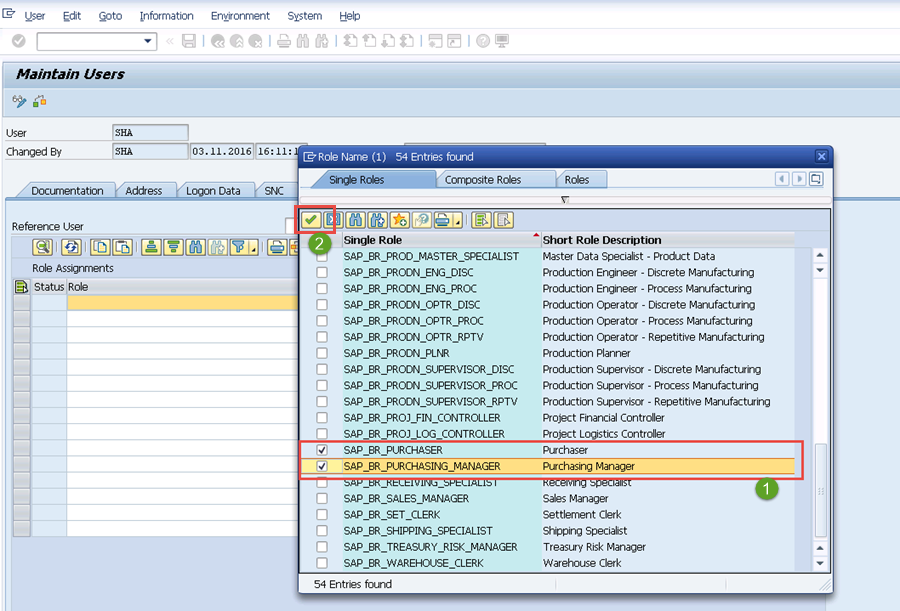 User Edit Goto Information Environment System Help
Maintain Users
User SHA
Changed By SHA 03.11.2016 16:11:1
Documentation Address Logon Data SNC
Reference User
Role Assignments
Status Role
Role Name (1) 54 Entries found
Single Roles Composite Roles Roles
2
Single Role Short Role Description
SAP_BR_PROD_MASTER_SPECIALIST Master Data Specialist - Product Data
SAP_BR_PRODN_ENG_DISC Production Engineer - Discrete Manufacturing
SAP_BR_PRODN_ENG_PROC Production Engineer - Process Manufacturing
SAP_BR_PRODN_OPTR_DISC Production Operator - Discrete Manufacturing
SAP_BR_PRODN_OPTR_PROC Production Operator - Process Manufacturing
SAP_BR_PRODN_OPTR_RPTV Production Operator - Repetitive Manufacturing
SAP_BR_PRODN_PLNR Production Planner
SAP_BR_PRODN_SUPERVISOR_DISC Production Supervisor - Discrete Manufacturing
SAP_BR_PRODN_SUPERVISOR_PROC Production Supervisor - Process Manufacturing
SAP_BR_PRODN_SUPERVISOR_RPTV Production Supervisor - Repetitive Manufacturing
SAP_BR_PROJ_FIN_CONTROLLER Project Financial Controller
SAP_BR_PROJ_LOG_CONTROLLER Project Logistics Controller
SAP_BR_PURCHASER Purchaser
SAP_BR_PURCHASING_MANAGER Purchasing Manager
SAP_BR_RECEIVING_SPECIALIST Receiving Specialist
1
SAP_BR_SALES_MANAGER Sales Manager
SAP_BR_SET_CLERK Settlement Clerk
SAP_BR_SHIPPING_SPECIALIST Shipping Specialist
SAP_BR_TREASURY_RISK_MANAGER Treasury Risk Manager
SAP_BR_WAREHOUSE_CLERK Warehouse Clerk
54 Entries found